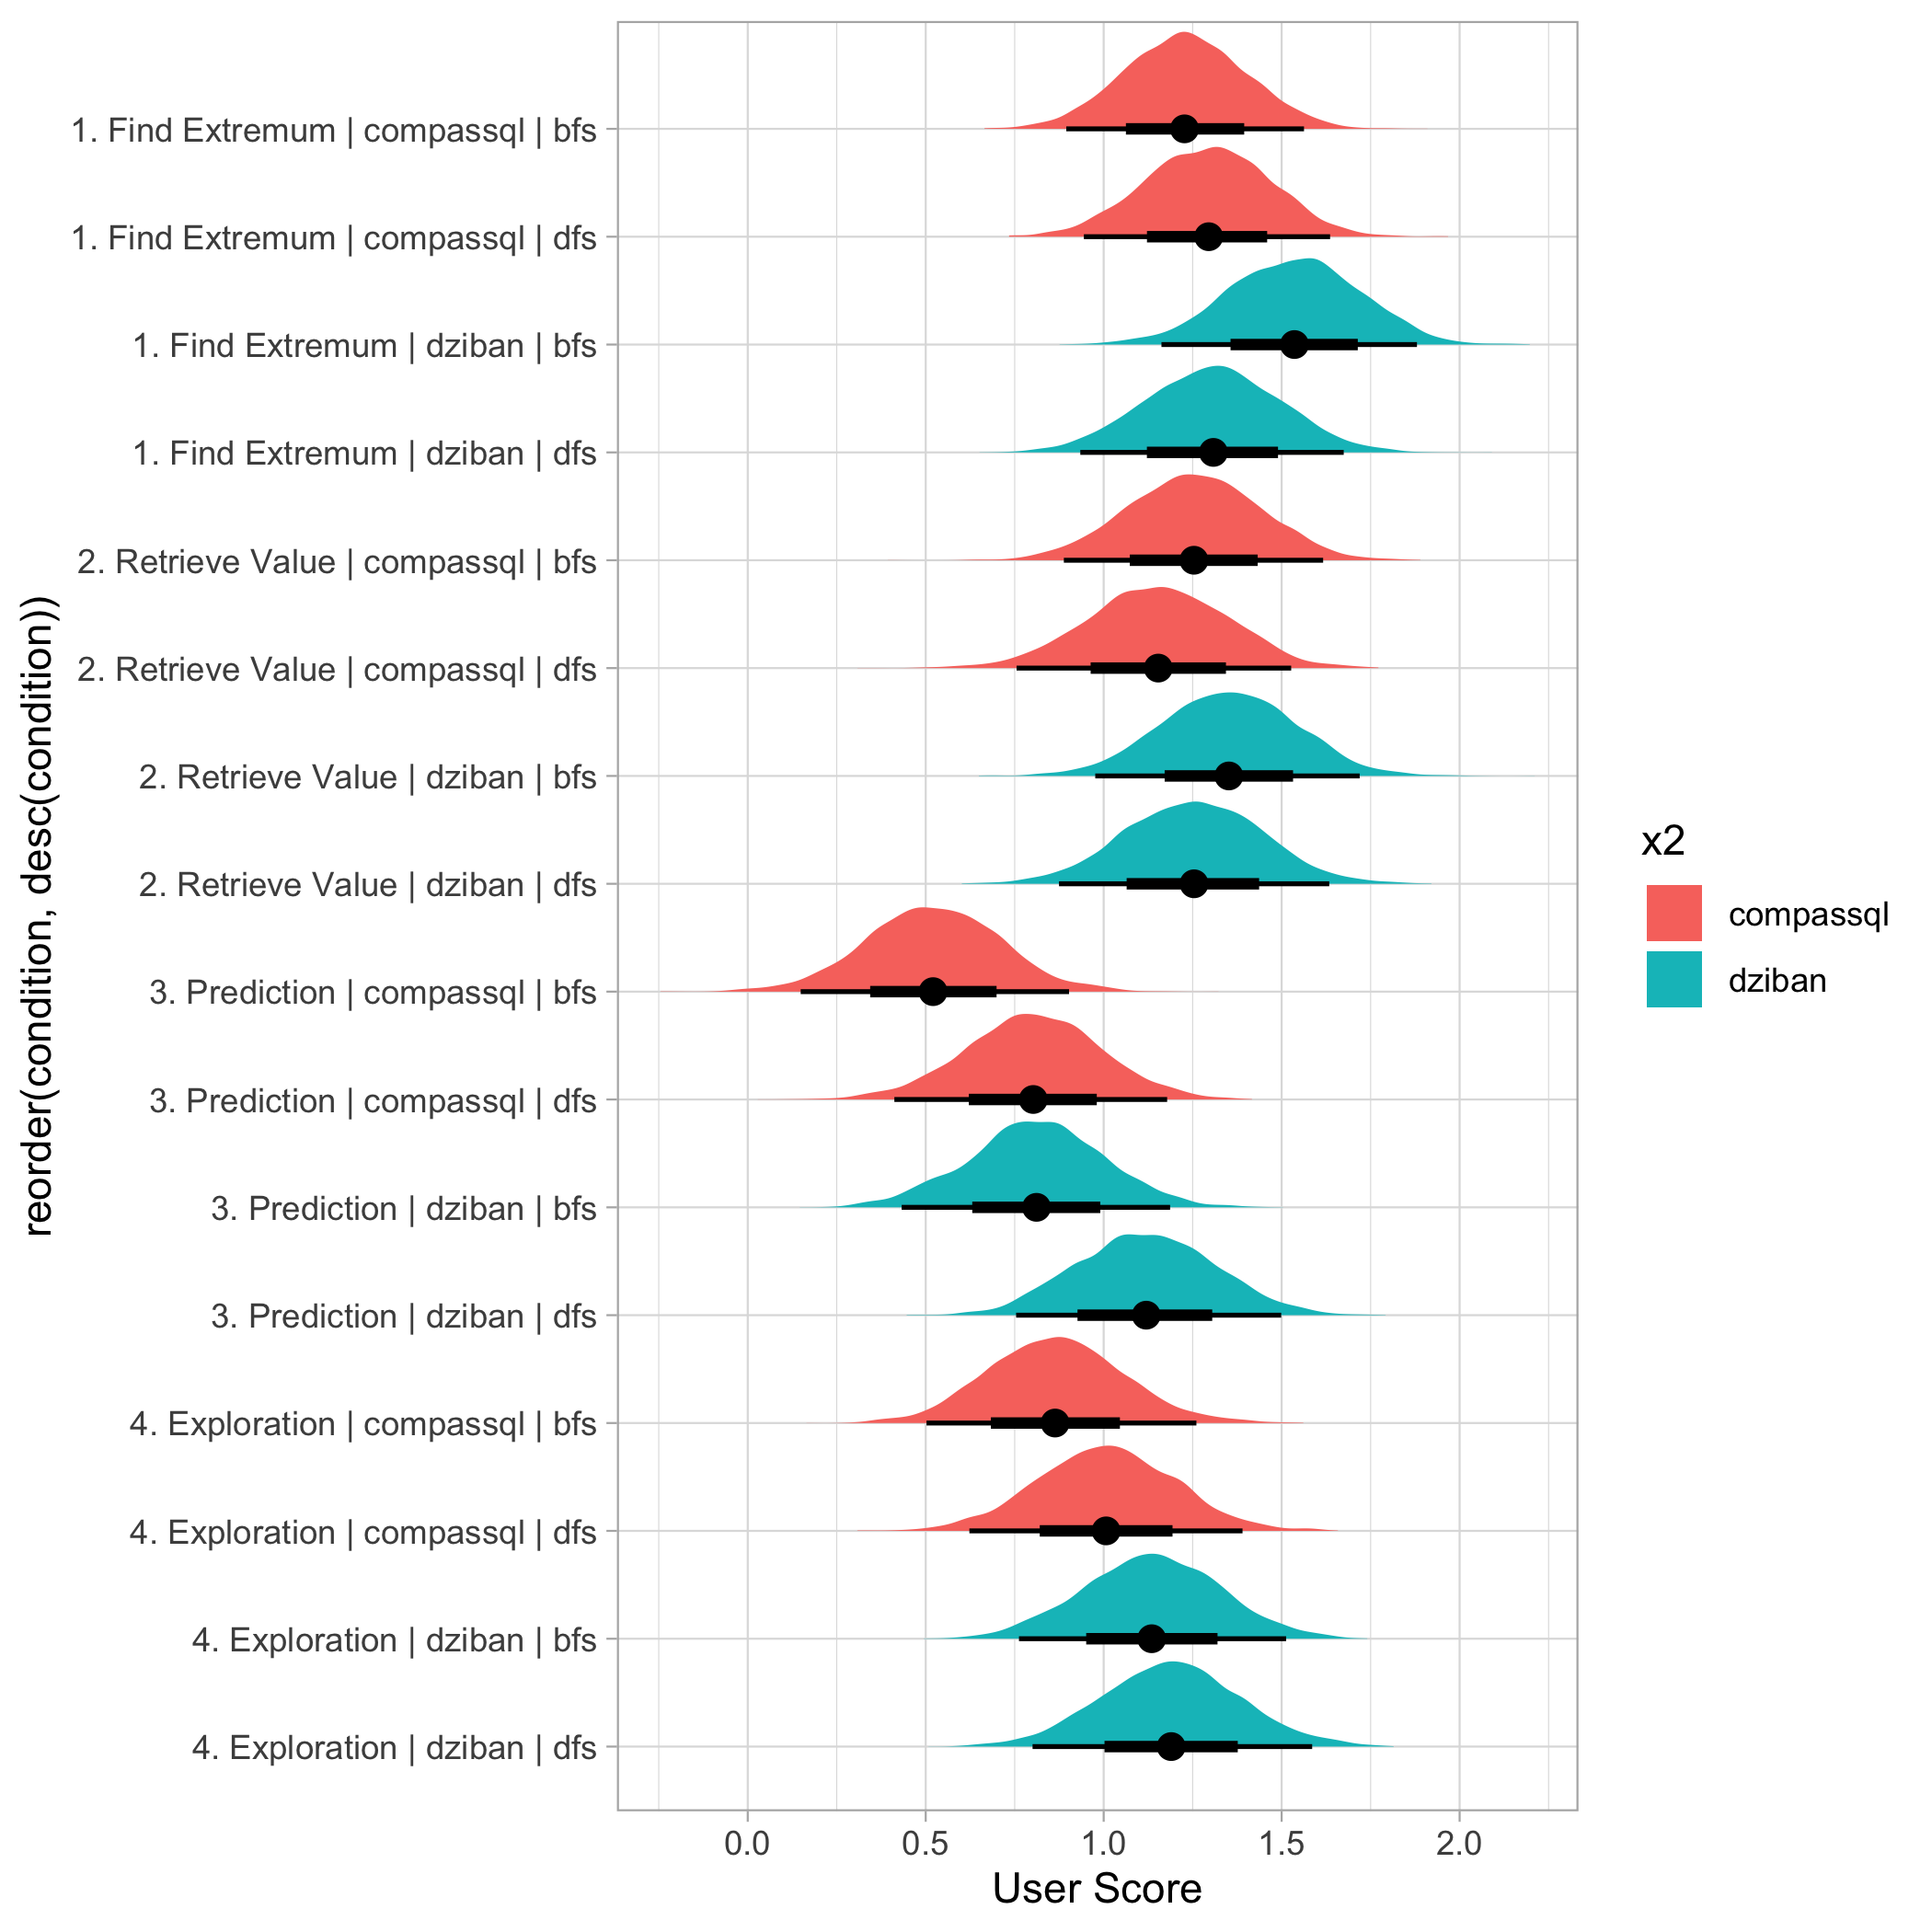 1. Find Extremum | compassql | bfs
1. Find Extremum | compassql | dfs
1. Find Extremum | dziban | bfs
1. Find Extremum | dziban | dfs
2. Retrieve Value | compassql | bfs
2. Retrieve Value | compassql | dfs
2. Retrieve Value | dziban | bfs
2. Retrieve Value | dziban | dfs
3. Prediction | compassql | bfs
3. Prediction | compassql | dfs
3. Prediction | dziban | bfs
3. Prediction | dziban | dfs
4. Exploration | compassql | bfs
4. Exploration | compassql | dfs
4. Exploration | dziban | bfs
4. Exploration | dziban | dfs
reorder(condition, desc(condition))
0.0 0.5 1.0 1.5 2.0
User Score
x2
compassql
dziban